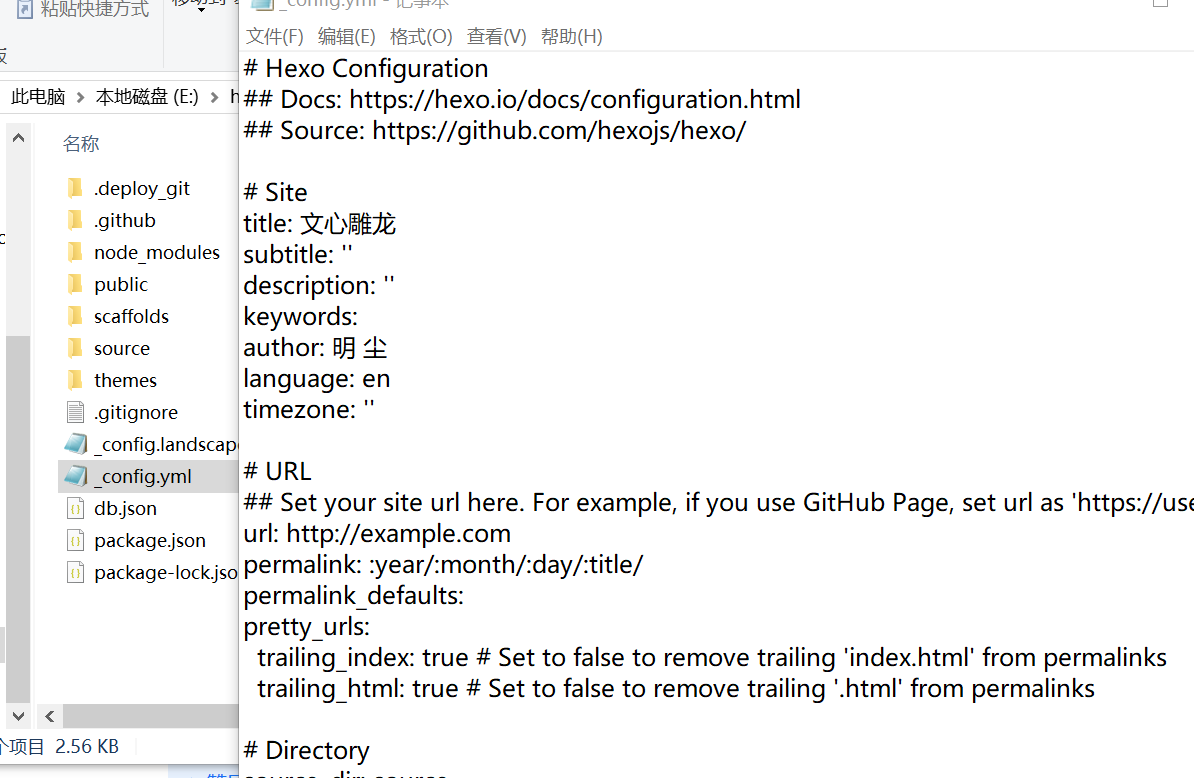 粘贴快捷方式
_config.yml - 记事本
文件(F) 编辑(E) 格式(O) 查看(V) 帮助(H)
此电脑 > 本地磁盘 (E:) > h
名称
.deploy_git
.github
node_modules
public
scaffolds
source
themes
.gitignore
_config.landscape
_config.yml
db.json
package.json
package-lock.jso
个项目 2.56 KB
# Hexo Configuration
## Docs: https://hexo.io/docs/configuration.html
## Source: https://github.com/hexojs/hexo/
# Site
title: 文心雕龙
subtitle: ''
description: ''
keywords:
author: 明 尘
language: en
timezone: ''
# URL
## Set your site url here. For example, if you use GitHub Page, set url as 'https://use
url: http://example.com
permalink: :year/:month/:day/:title/
permalink_defaults:
pretty_urls:
  trailing_index: true # Set to false to remove trailing 'index.html' from permalinks
  trailing_html: true # Set to false to remove trailing '.html' from permalinks
# Directory
source_dir: source